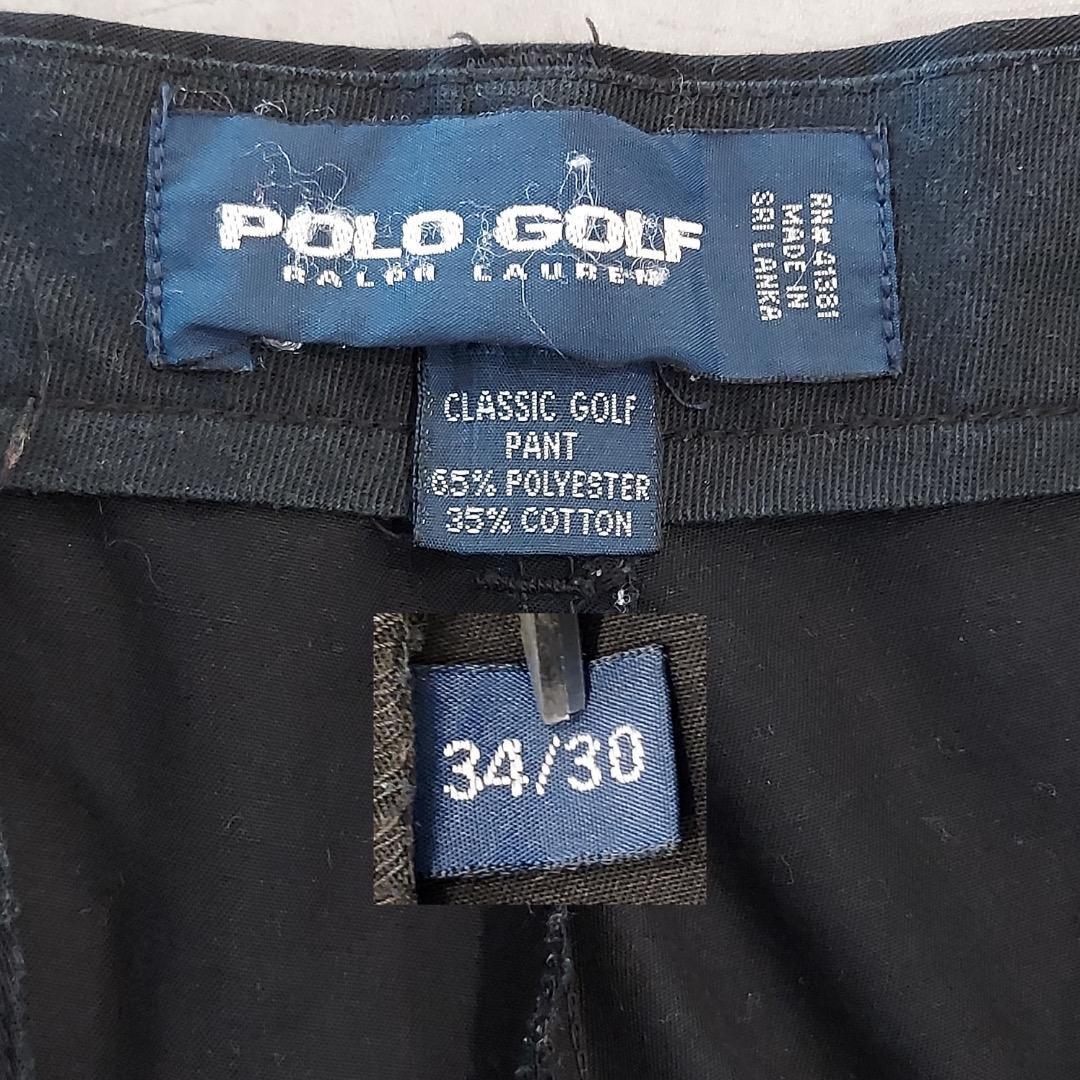 POLO GOLF
RALPH LAUREN
RN#41381
MADE IN
SRI LANKA
CLASSIC GOLF
PANT
65% POLYESTER
35% COTTON
34/30